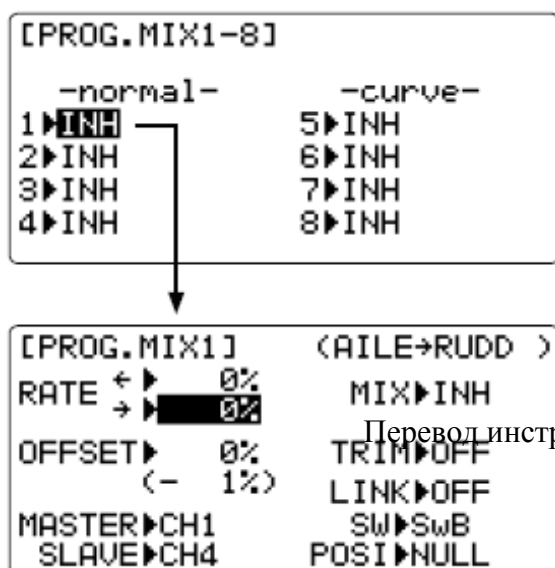 [PROG.MIX1-8]
-normal- -curve-
1▶INH 5▶INH
2▶INH 6▶INH
3▶INH 7▶INH
4▶INH 8▶INH
[PROG.MIX1] (AILE→RUDD )
RATE ←▶ 0% MIX▶INH
→▶ 0%
Перевод инстр
OFFSET▶ 0% TRIM▶OFF
(- 1%) LINK▶OFF
MASTER▶CH1 SW▶SwB
SLAVE▶CH4 POSI▶NULL